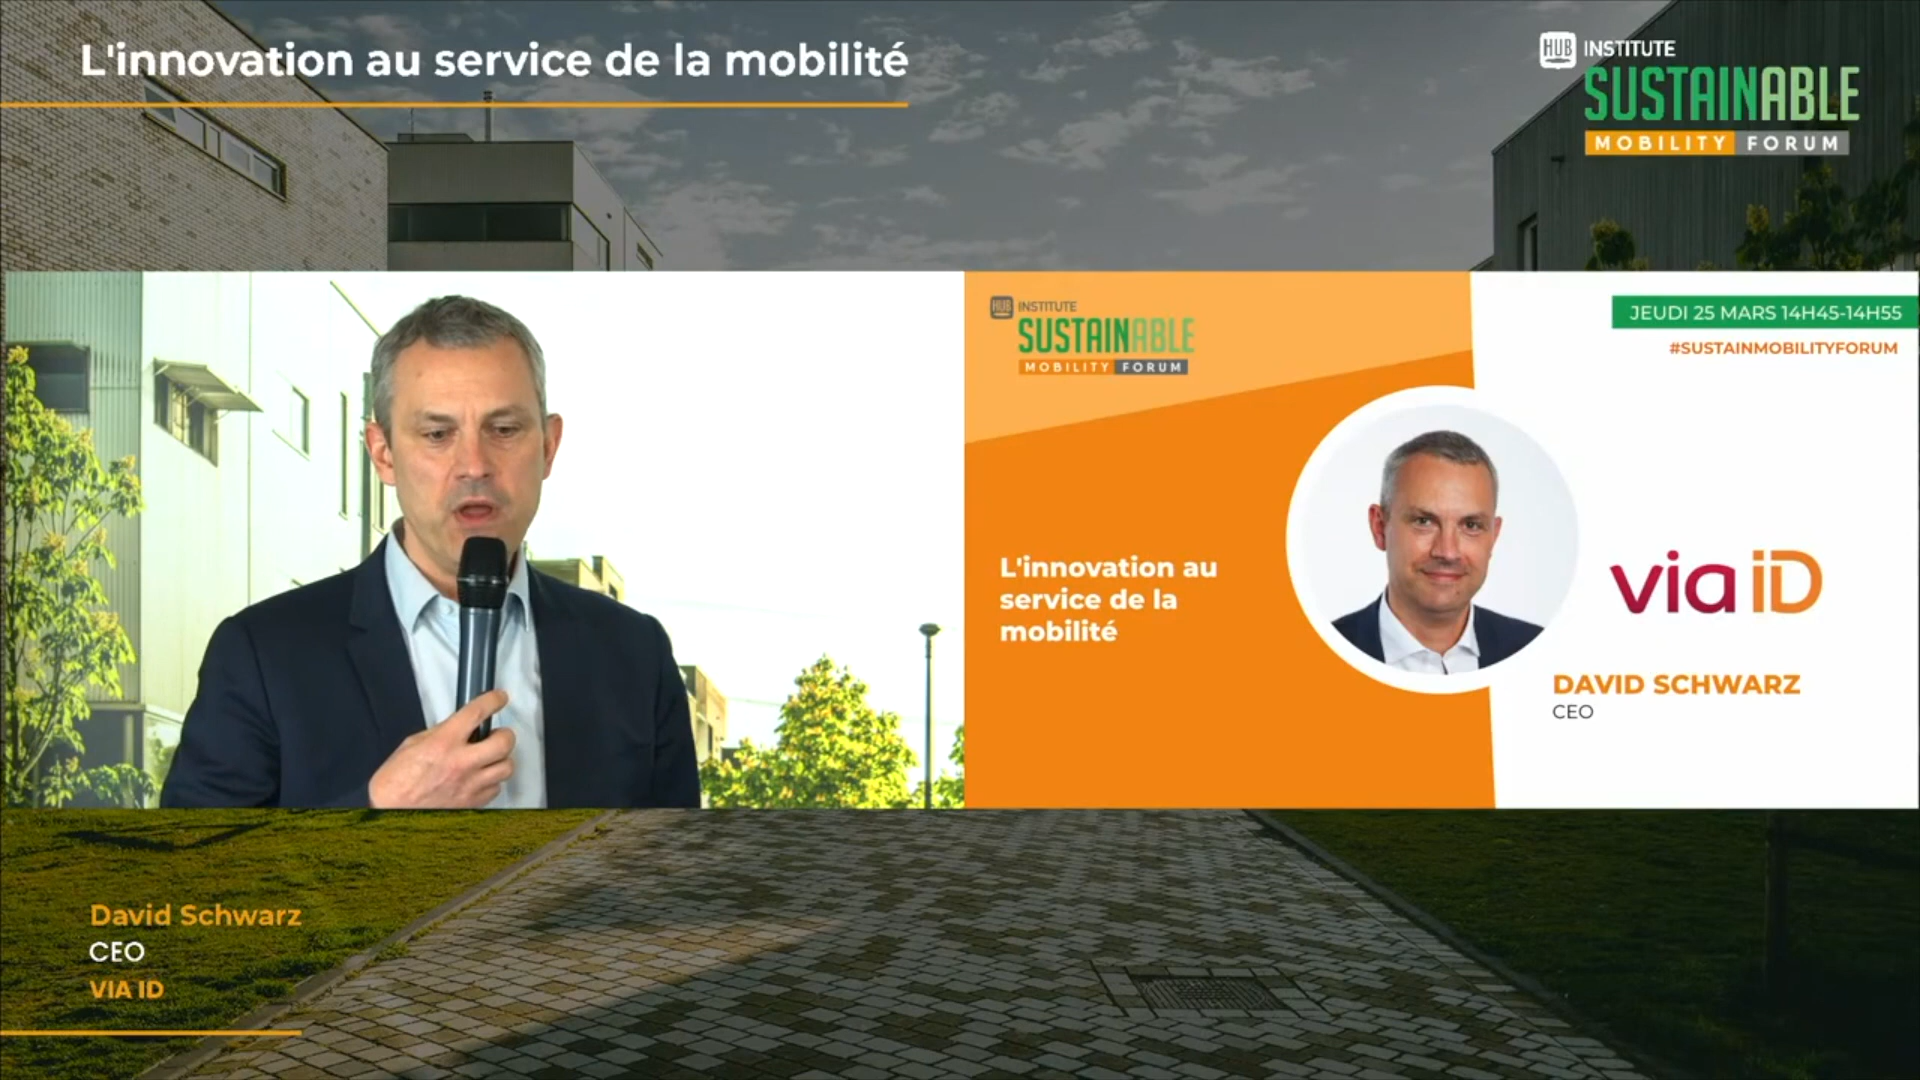 L'innovation au service de la mobilité
HUB INSTITUTE
SUSTAINABLE
MOBILITY FORUM
HUB INSTITUTE
SUSTAINABLE
MOBILITY FORUM
JEUDI 25 MARS 14H45-14H55
#SUSTAINMOBILITYFORUM
L'innovation au
service de la
mobilité
via iD
DAVID SCHWARZ
CEO
David Schwarz
CEO
VIA ID